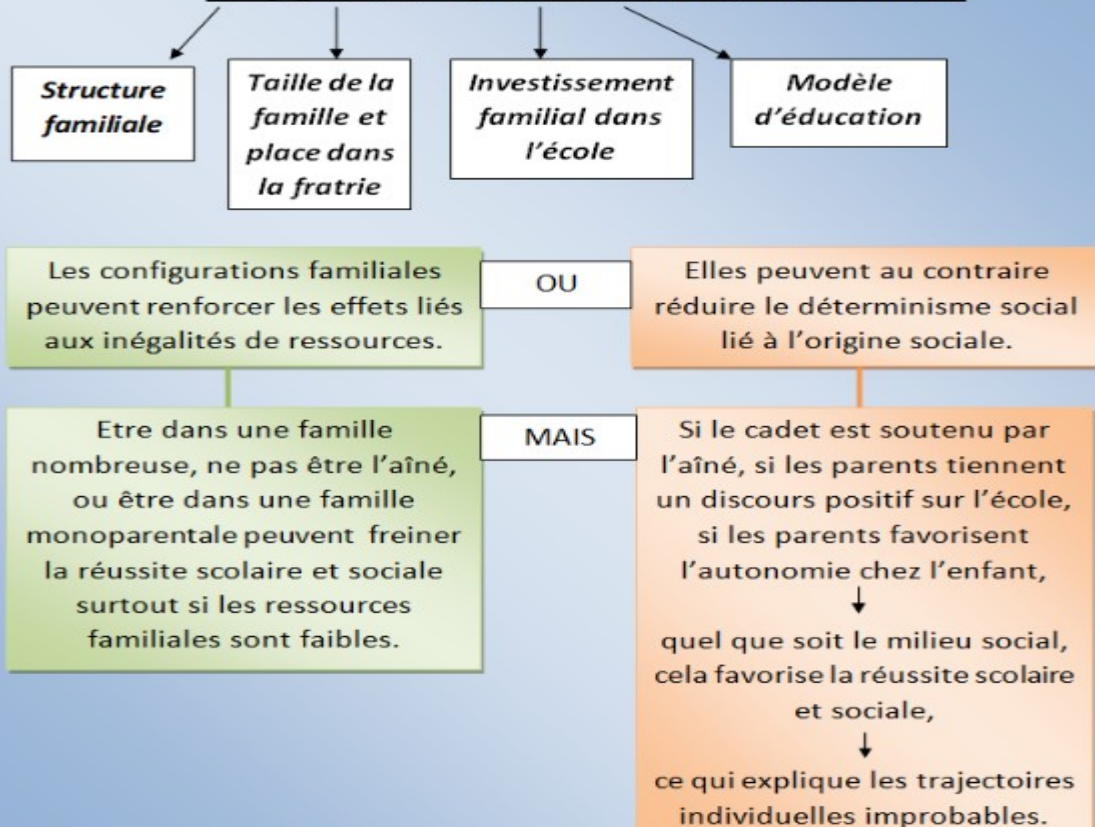 Structure
familiale
Taille de la
famille et
place dans
la fratrie
Investissement
familial dans
l'école
Modèle
d'éducation
Les configurations familiales
peuvent renforcer les effets liés
aux inégalités de ressources.
OU
Elles peuvent au contraire
réduire le déterminisme social
lié à l'origine sociale.
Etre dans une famille
nombreuse, ne pas être l'aîné,
ou être dans une famille
monoparentale peuvent freiner
la réussite scolaire et sociale
surtout si les ressources
familiales sont faibles.
MAIS
Si le cadet est soutenu par
l'aîné, si les parents tiennent
un discours positif sur l'école,
si les parents favorisent
l'autonomie chez l'enfant,
quel que soit le milieu social,
cela favorise la réussite scolaire
et sociale,
ce qui explique les trajectoires
individuelles improbables.